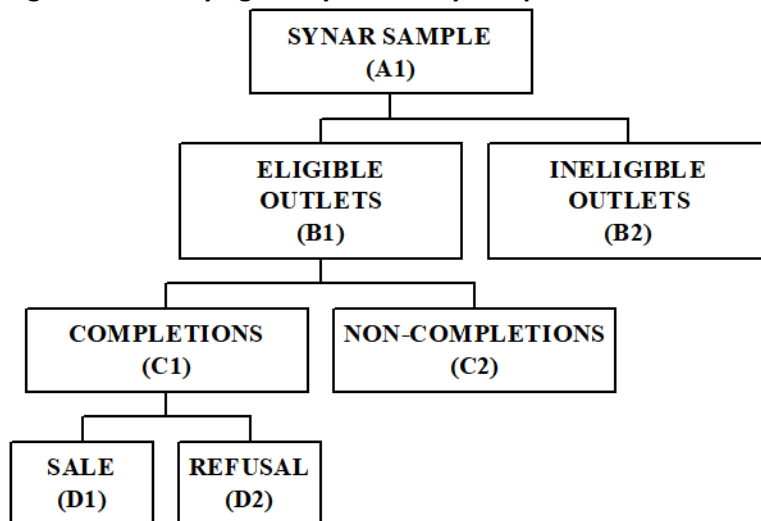 SYNAR SAMPLE
(A1)
ELIGIBLE
OUTLETS
(B1)
INELIGIBLE
OUTLETS
(B2)
COMPLETIONS
(C1)
NON-COMPLETIONS
(C2)
SALE
(D1)
REFUSAL
(D2)